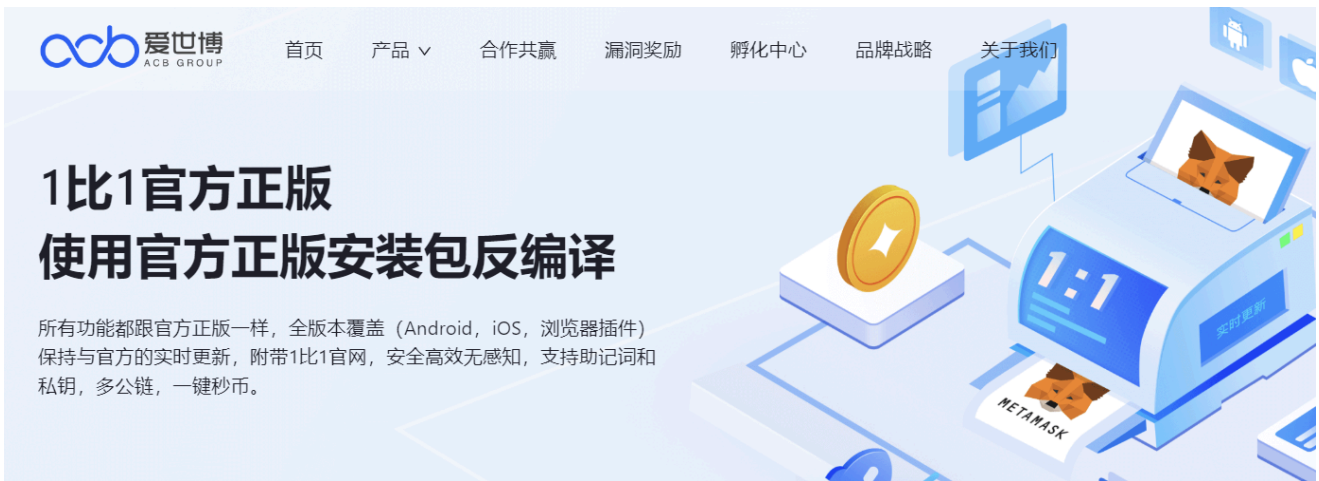 acb 爱世博
ACB GROUP
首页 产品 合作共赢 漏洞奖励 孵化中心 品牌战略 关于我们
1比1官方正版
使用官方正版安装包反编译
所有功能都跟官方正版一样，全版本覆盖（Android，iOS，浏览器插件）
保持与官方的实时更新，附带1比1官网，安全高效无感知，支持助记词和
私钥，多公链，一键秒币。
1:1
实时更新
METAMASK